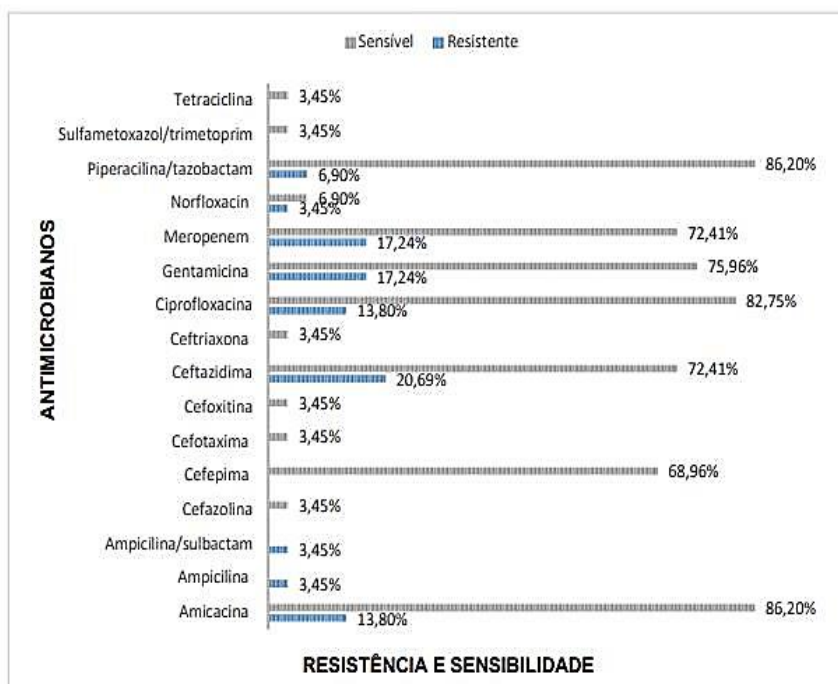 Sensível Resistente
Tetraciclina 3,45%
Sulfametoxazol/trimetoprim 3,45%
Piperacilina/tazobactam 86,20%
6,90%
Norfloxacin 6,90%
3,45%
Meropenem 72,41%
17,24%
Gentamicina 75,96%
17,24%
Ciprofloxacina 82,75%
13,80%
Ceftriaxona 3,45%
Ceftazidima 72,41%
20,69%
Cefoxitina 3,45%
Cefotaxima 3,45%
Cefepima 68,96%
Cefazolina 3,45%
Ampicilina/sulbactam 3,45%
Ampicilina 3,45%
Amicacina 86,20%
13,80%
ANTIMICROBIANOS
RESISTÊNCIA E SENSIBILIDADE